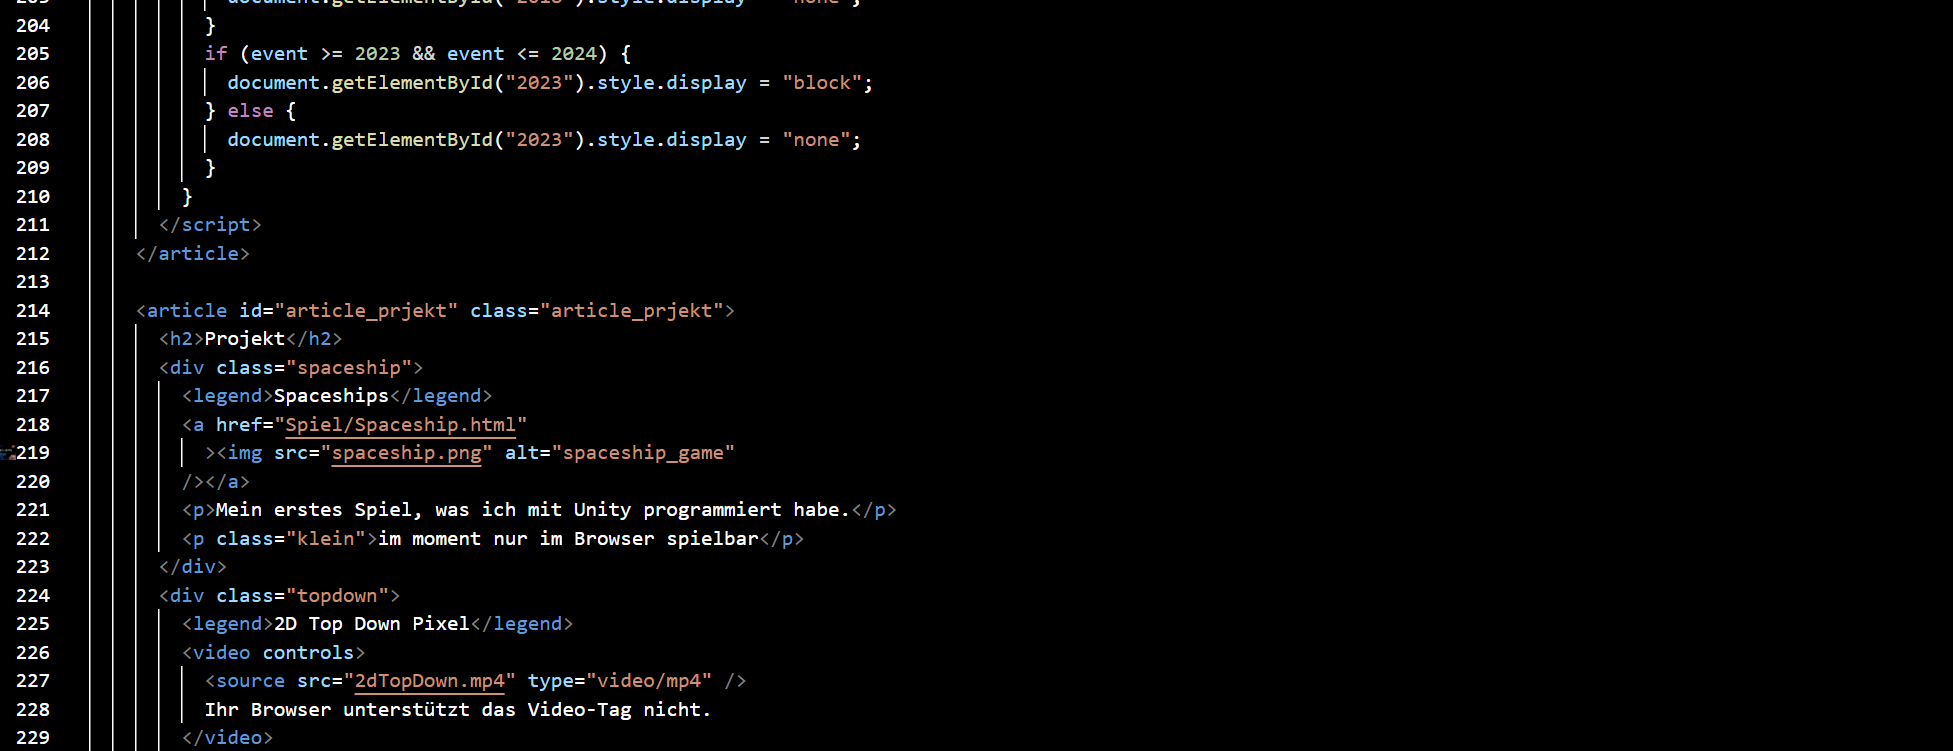 203 document.getElementById("2018").style.display = "none";
204 }
205 if (event >= 2023 && event <= 2024) {
206 document.getElementById("2023").style.display = "block";
207 } else {
208 document.getElementById("2023").style.display = "none";
209 }
210 }
211 </script>
212 </article>
213
214 <article id="article_prjekt" class="article_prjekt">
215 <h2>Projekt</h2>
216 <div class="spaceship">
217 <legend>Spaceships</legend>
218 <a href="Spiel/Spaceship.html"
219 ><img src="spaceship.png" alt="spaceship_game"
220 /></a>
221 <p>Mein erstes Spiel, was ich mit Unity programmiert habe.</p>
222 <p class="klein">im moment nur im Browser spielbar</p>
223 </div>
224 <div class="topdown">
225 <legend>2D Top Down Pixel</legend>
226 <video controls>
227 <source src="2dTopDown.mp4" type="video/mp4" />
228 Ihr Browser unterstützt das Video-Tag nicht.
229 </video>